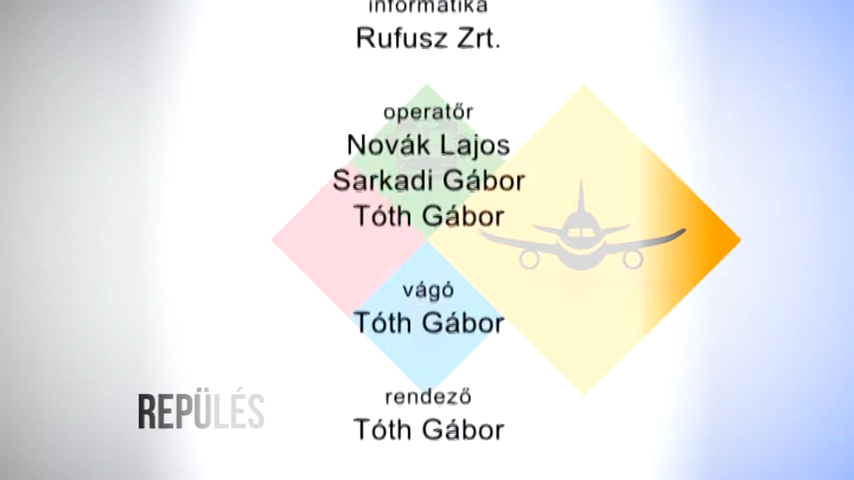 informatika
Rufusz Zrt.
operatőr
Novák Lajos
Sarkadi Gábor
Tóth Gábor
vágó
Tóth Gábor
rendező
Tóth Gábor
REPÜLÉS